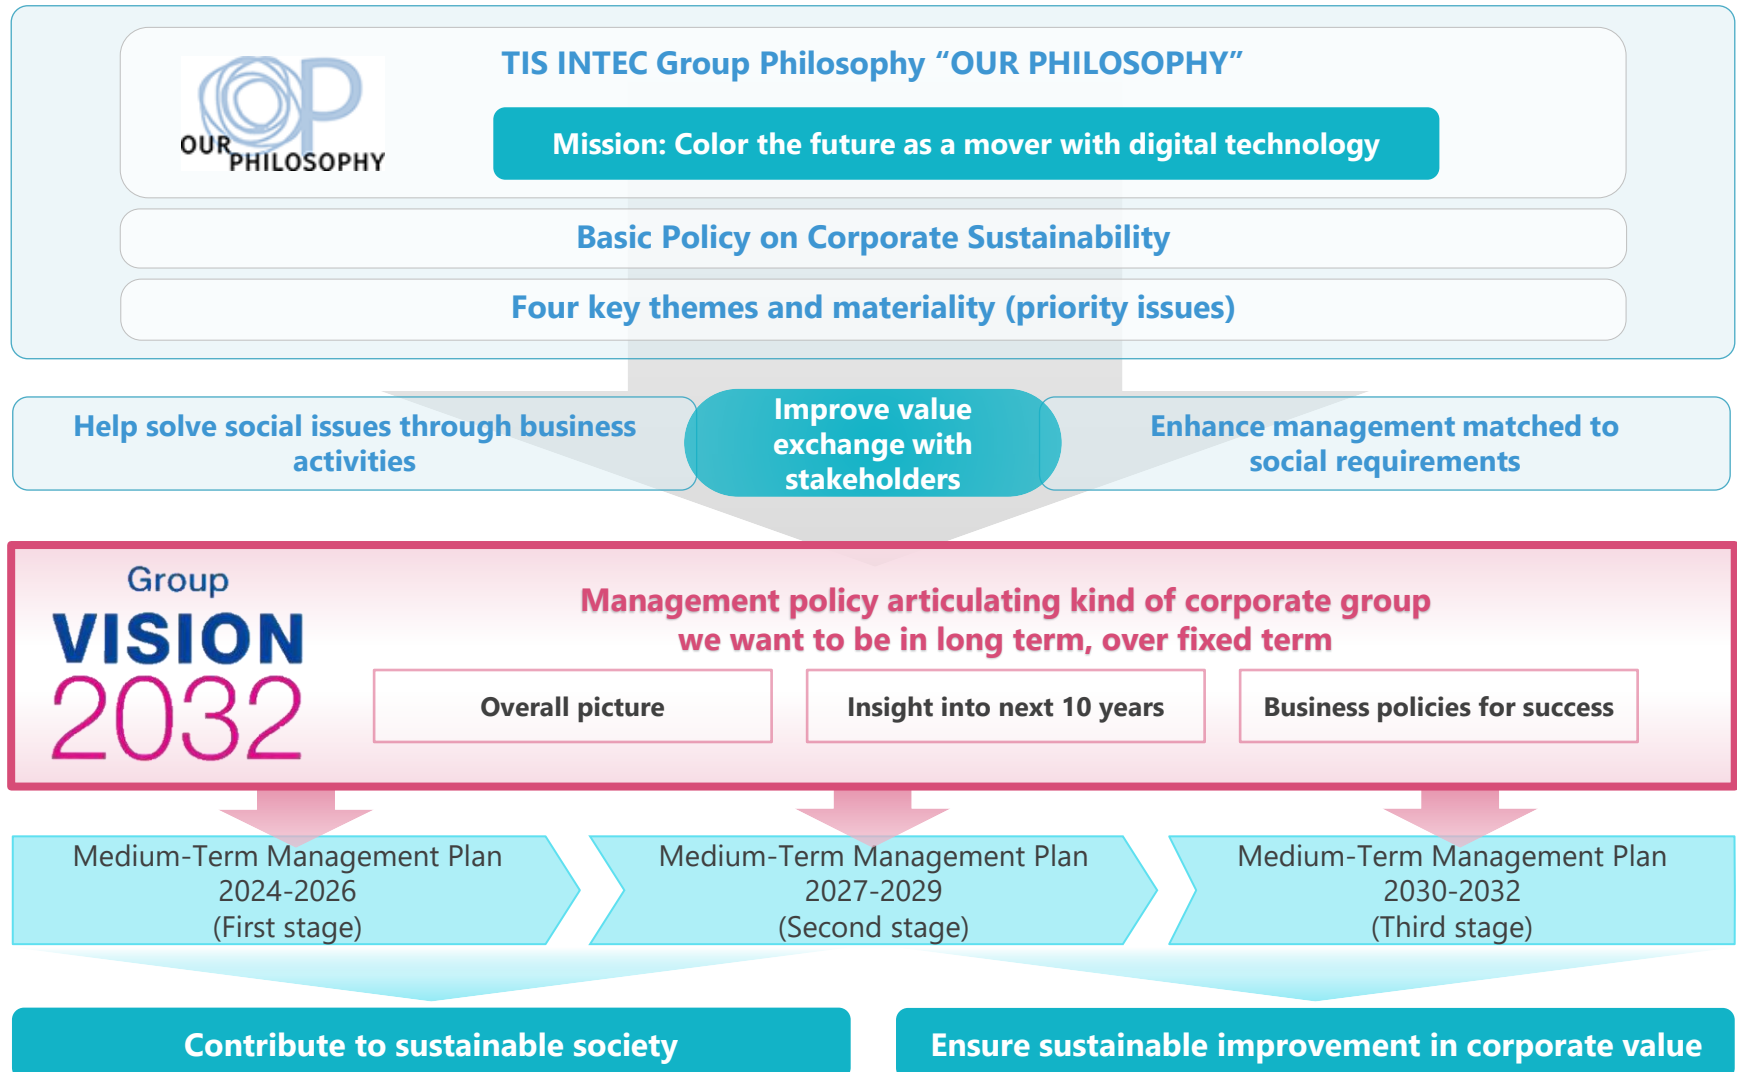 TIS INTEC Group Philosophy “OUR PHILOSOPHY”
OP
OUR
PHILOSOPHY
Mission: Color the future as a mover with digital technology
Basic Policy on Corporate Sustainability
Four key themes and materiality (priority issues)
Help solve social issues through business
activities
Improve value
exchange with
stakeholders
Enhance management matched to
social requirements
Group
VISION
2032
Management policy articulating kind of corporate group
we want to be in long term, over fixed term
Overall picture
Insight into next 10 years
Business policies for success
Medium-Term Management Plan
2024-2026
(First stage)
Medium-Term Management Plan
2027-2029
(Second stage)
Medium-Term Management Plan
2030-2032
(Third stage)
Contribute to sustainable society
Ensure sustainable improvement in corporate value